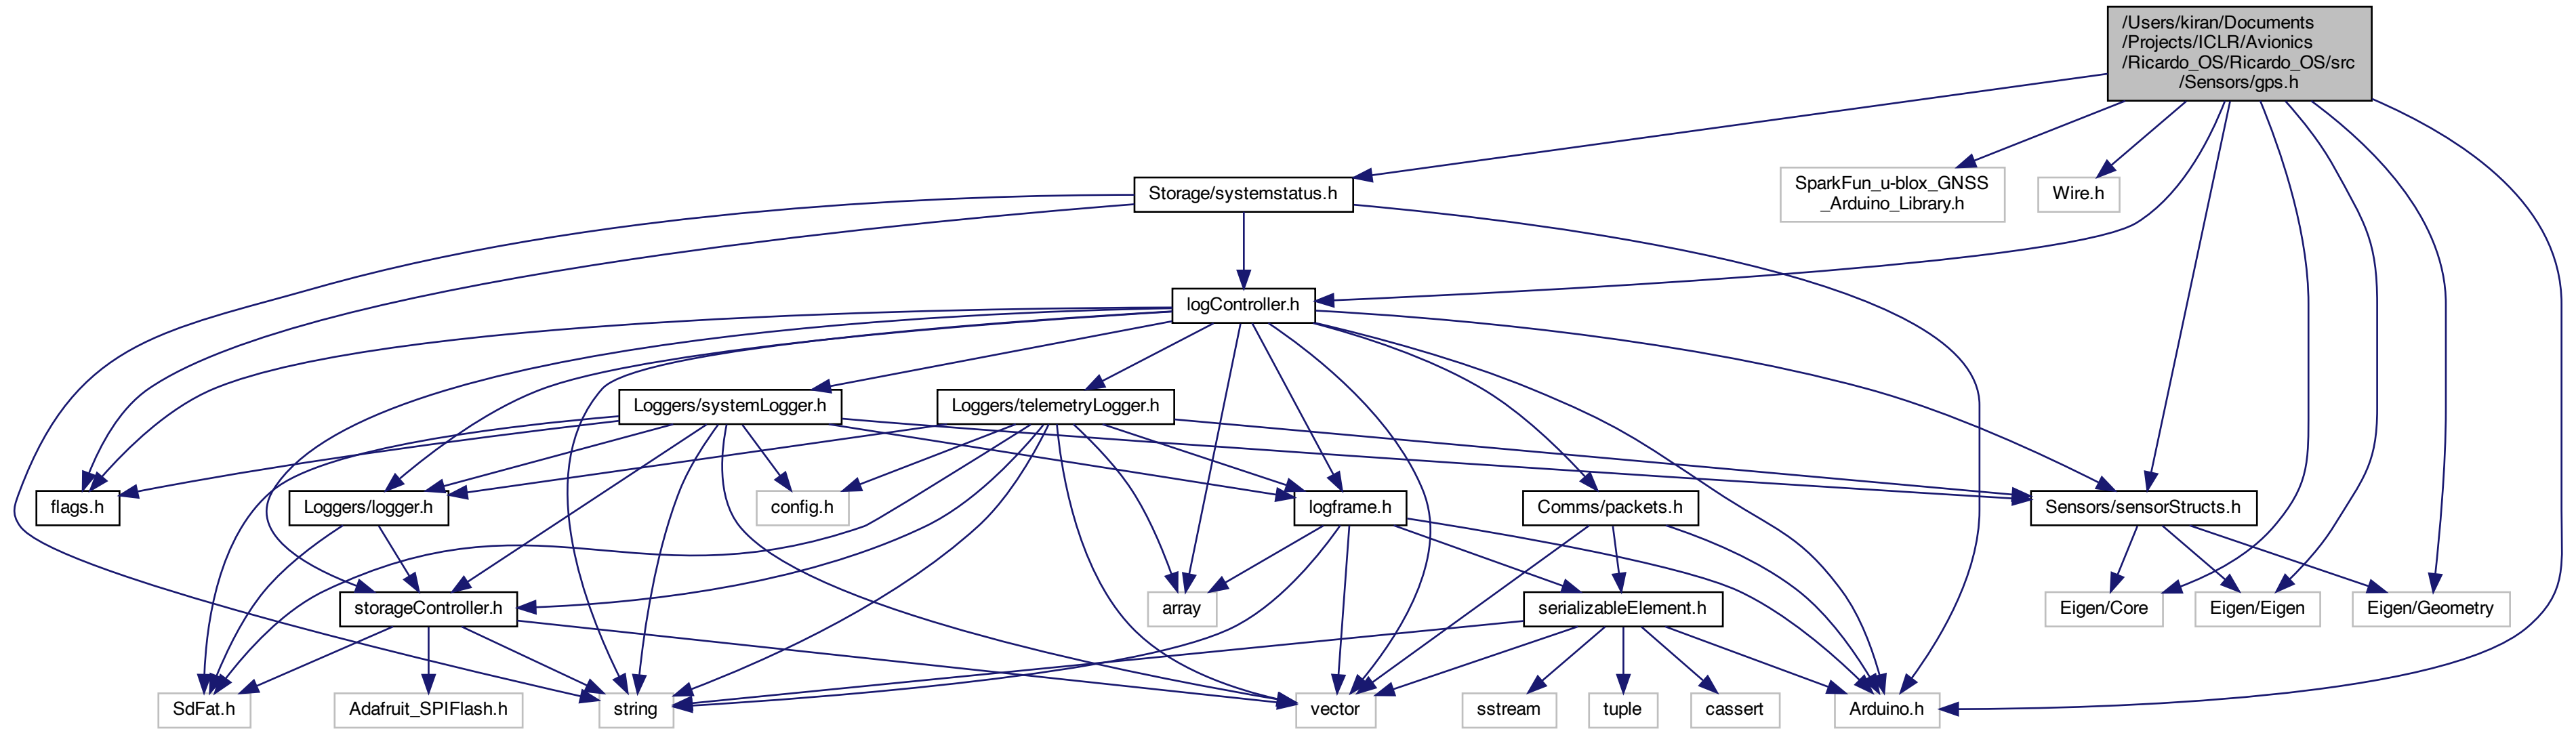 /Users/kiran/Documents
/Projects/ICLR/Avionics
/Ricardo_OS/Ricardo_OS/src
/Sensors/gps.h
Storage/systemstatus.h
SparkFun_u-blox_GNSS
_Arduino_Library.h
Wire.h
logController.h
Loggers/systemLogger.h
Loggers/telemetryLogger.h
flags.h
Loggers/logger.h
config.h
logframe.h
Comms/packets.h
Sensors/sensorStructs.h
storageController.h
array
serializableElement.h
Eigen/Core
Eigen/Eigen
Eigen/Geometry
SdFat.h
Adafruit_SPIFlash.h
string
vector
sstream
tuple
cassert
Arduino.h